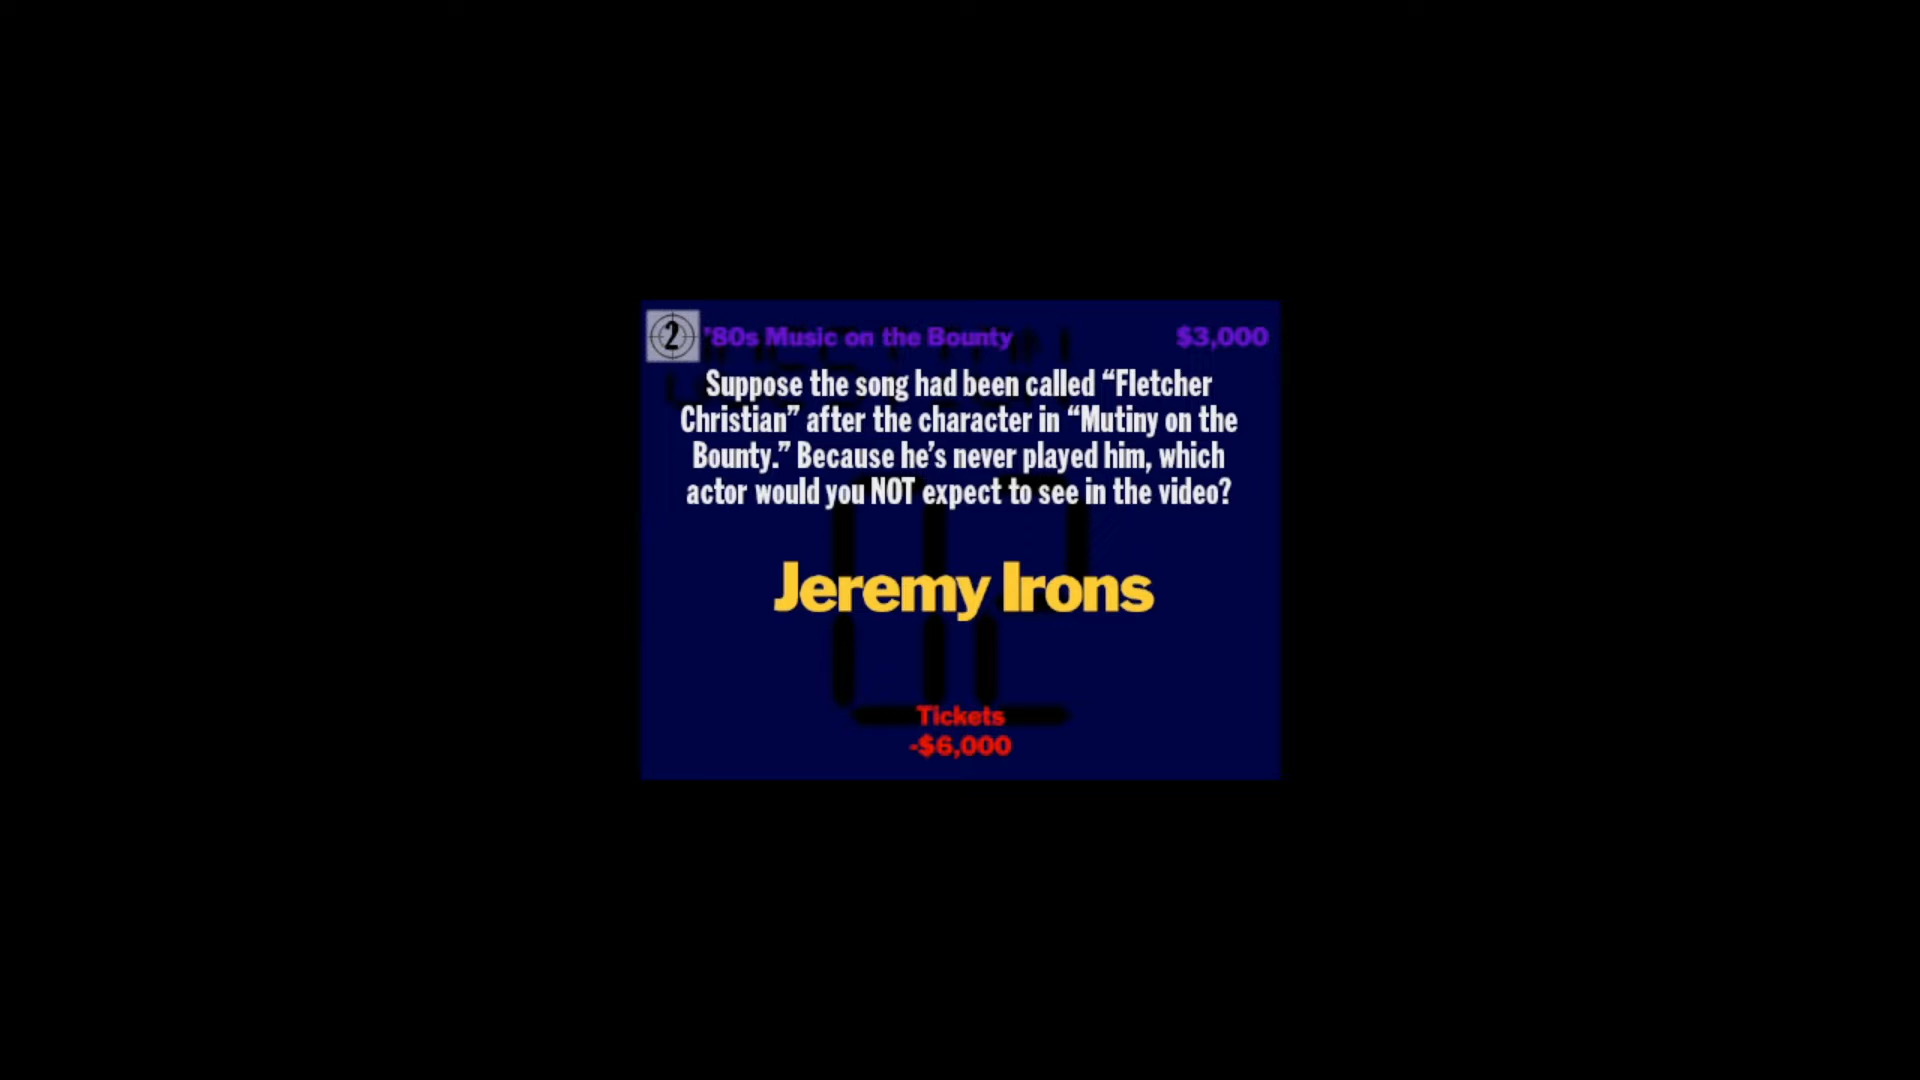 2 '80s Music on the Bounty $3,000
Suppose the song had been called “Fletcher
Christian” after the character in “Mutiny on the
Bounty.” Because he’s never played him, which
actor would you NOT expect to see in the video?
Jeremy Irons
Tickets
-$6,000